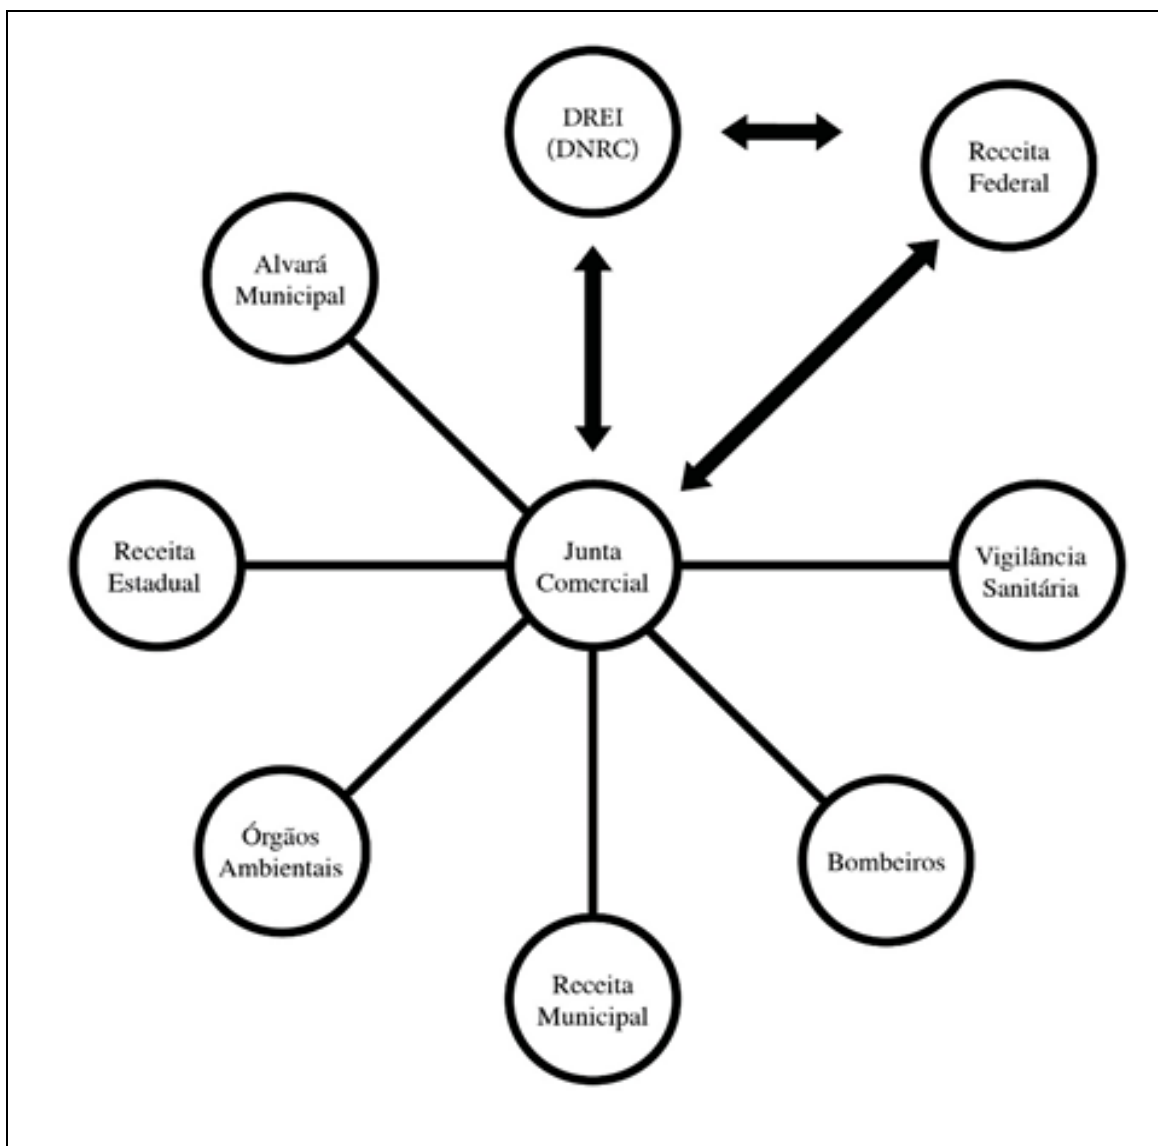 DREI
(DNRC)
Receita
Federal
Alvará
Municipal
Receita
Estadual
Junta
Comercial
Vigilância
Sanitária
Órgãos
Ambientais
Bombeiros
Receita
Municipal